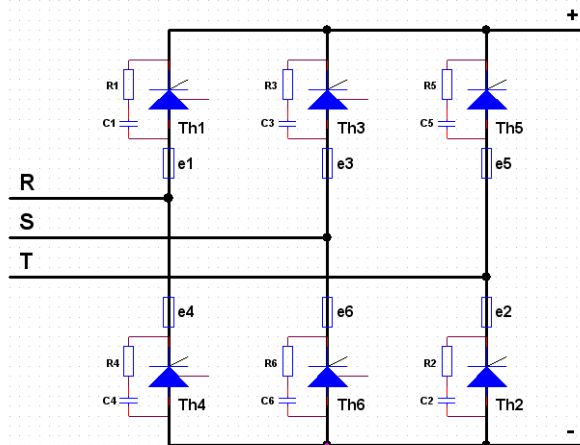 +
R1 R3 R5
C1 Th1 C3 Th3 C5 Th5
e1 e3 e5
R
S
T
e4 e6 e2
R4 R6 R2
C4 Th4 C6 Th6 C2 Th2
-